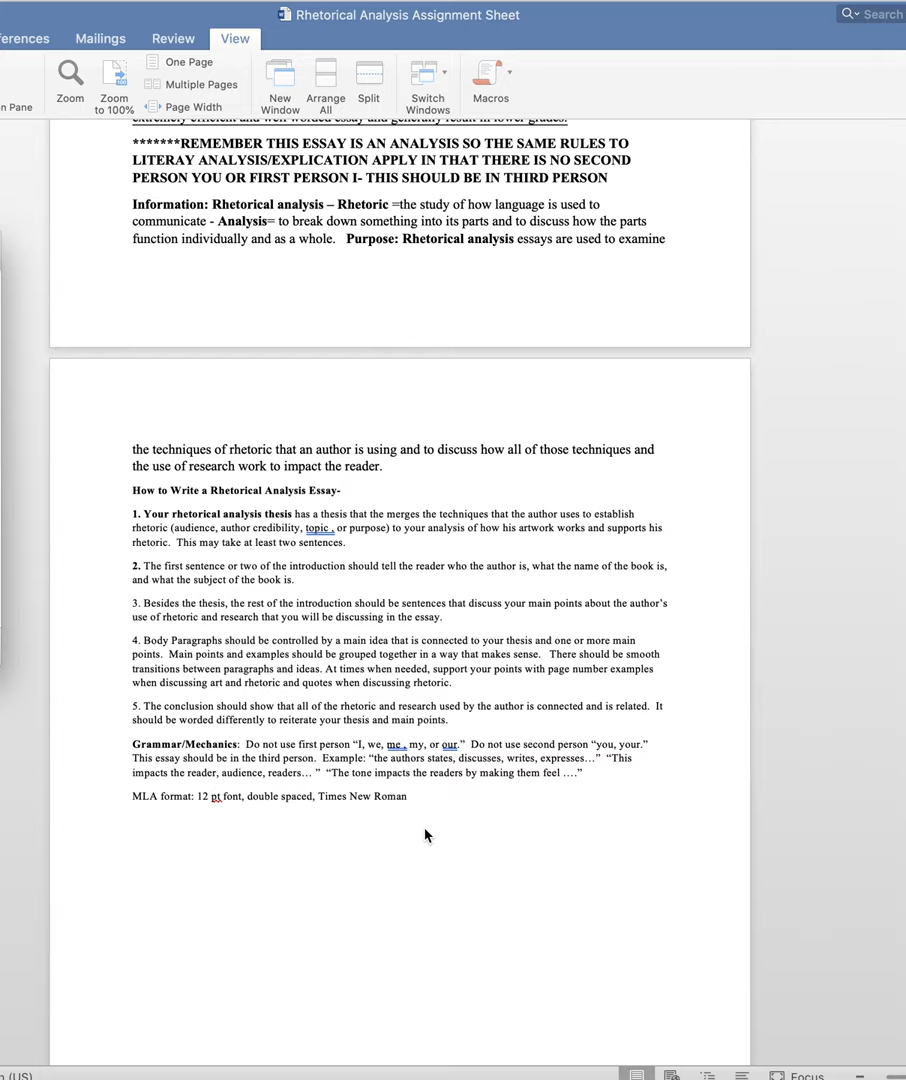 Rhetorical Analysis Assignment Sheet
Search
ferences Mailings Review View
n Pane
Zoom
Zoom to 100%
One Page
Multiple Pages
Page Width
New Window
Arrange All
Split
Switch Windows
Macros
extremely efficient and well worded essay and generally result in lower grades.
*******REMEMBER THIS ESSAY IS AN ANALYSIS SO THE SAME RULES TO
LITERAY ANALYSIS/EXPLICATION APPLY IN THAT THERE IS NO SECOND
PERSON YOU OR FIRST PERSON I- THIS SHOULD BE IN THIRD PERSON
Information: Rhetorical analysis – Rhetoric =the study of how language is used to
communicate - Analysis= to break down something into its parts and to discuss how the parts
function individually and as a whole. Purpose: Rhetorical analysis essays are used to examine
the techniques of rhetoric that an author is using and to discuss how all of those techniques and
the use of research work to impact the reader.
How to Write a Rhetorical Analysis Essay-
1. Your rhetorical analysis thesis has a thesis that the merges the techniques that the author uses to establish
rhetoric (audience, author credibility, topic , or purpose) to your analysis of how his artwork works and supports his
rhetoric. This may take at least two sentences.
2. The first sentence or two of the introduction should tell the reader who the author is, what the name of the book is,
and what the subject of the book is.
3. Besides the thesis, the rest of the introduction should be sentences that discuss your main points about the author’s
use of rhetoric and research that you will be discussing in the essay.
4. Body Paragraphs should be controlled by a main idea that is connected to your thesis and one or more main
points. Main points and examples should be grouped together in a way that makes sense. There should be smooth
transitions between paragraphs and ideas. At times when needed, support your points with page number examples
when discussing art and rhetoric and quotes when discussing rhetoric.
5. The conclusion should show that all of the rhetoric and research used by the author is connected and is related. It
should be worded differently to reiterate your thesis and main points.
Grammar/Mechanics: Do not use first person “I, we, me , my, or our.” Do not use second person “you, your.”
This essay should be in the third person. Example: “the authors states, discusses, writes, expresses…” “This
impacts the reader, audience, readers… ” “The tone impacts the readers by making them feel ….”
MLA format: 12 pt font, double spaced, Times New Roman
(US)
Focus